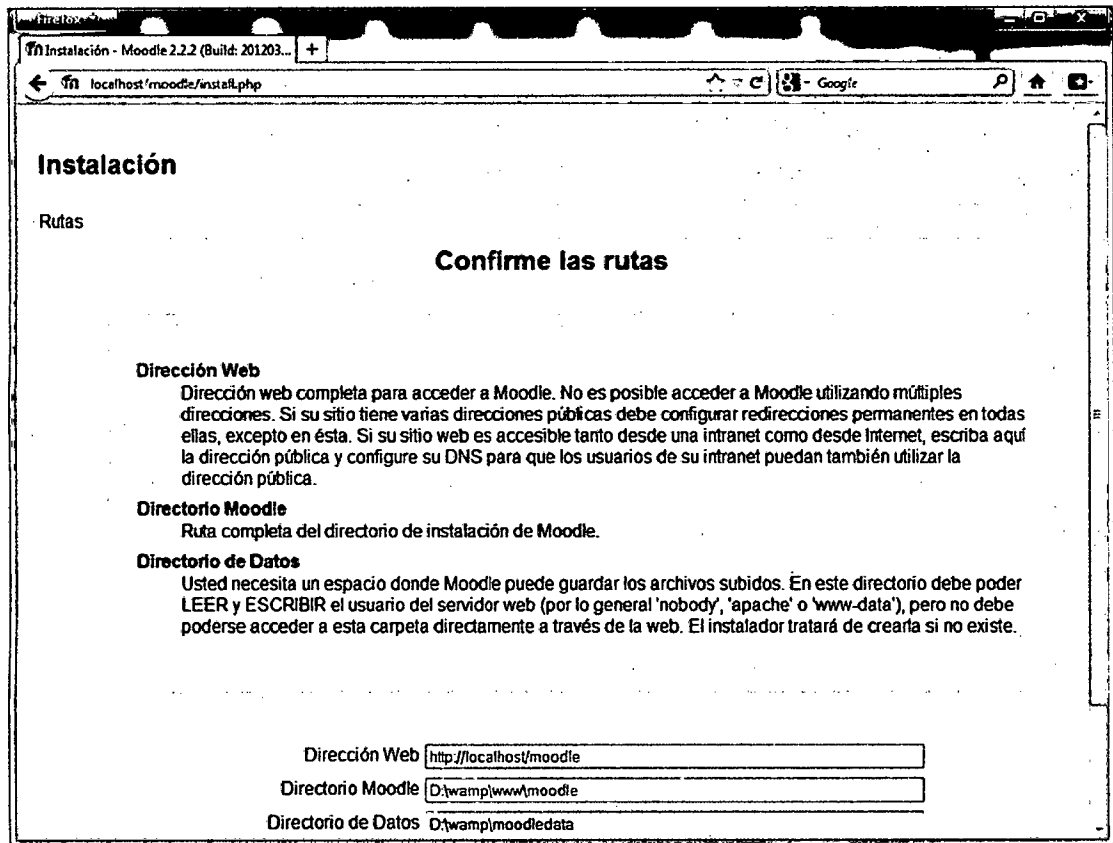 Firefox
Instalación - Moodle 2.2.2 (Build: 201203... +
localhost/moodle/install.php
Google
Instalación
Rutas
Confirme las rutas
Dirección Web
Dirección web completa para acceder a Moodle. No es posible acceder a Moodle utilizando múltiples
direcciones. Si su sitio tiene varias direcciones públicas debe configurar redirecciones permanentes en todas
ellas, excepto en ésta. Si su sitio web es accesible tanto desde una intranet como desde Internet, escriba aquí
la dirección pública y configure su DNS para que los usuarios de su intranet puedan también utilizar la
dirección pública.
Directorio Moodle
Ruta completa del directorio de instalación de Moodle.
Directorio de Datos
Usted necesita un espacio donde Moodle puede guardar los archivos subidos. En este directorio debe poder
LEER y ESCRIBIR el usuario del servidor web (por lo general 'nobody', 'apache' o 'www-data'), pero no debe
poderse acceder a esta carpeta directamente a través de la web. El instalador tratará de crearla si no existe.
Dirección Web http://localhost/moodle
Directorio Moodle D:\wamp\www\moodle
Directorio de Datos D:\wamp\moodledata